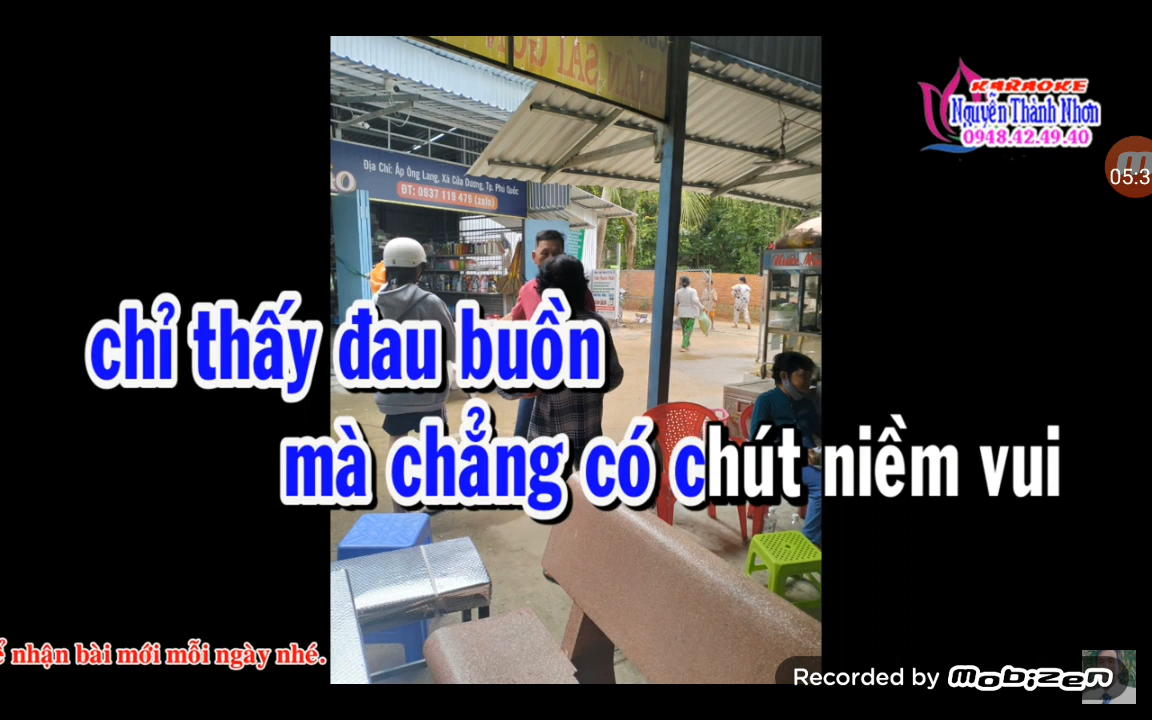 KARAOKE
Nguyễn Thành Nhơn
0948.42.49.40
05:3
Địa Chỉ: Ấp Ông Lang, Xã Cửa Dương, Tp. Phú Quốc
ĐT: 0937 119 479 (zalo)
chỉ thấy đau buồn
mà chẳng có chút niềm vui
nhận bài mới mỗi ngày nhé.
Recorded by MOBIZEN